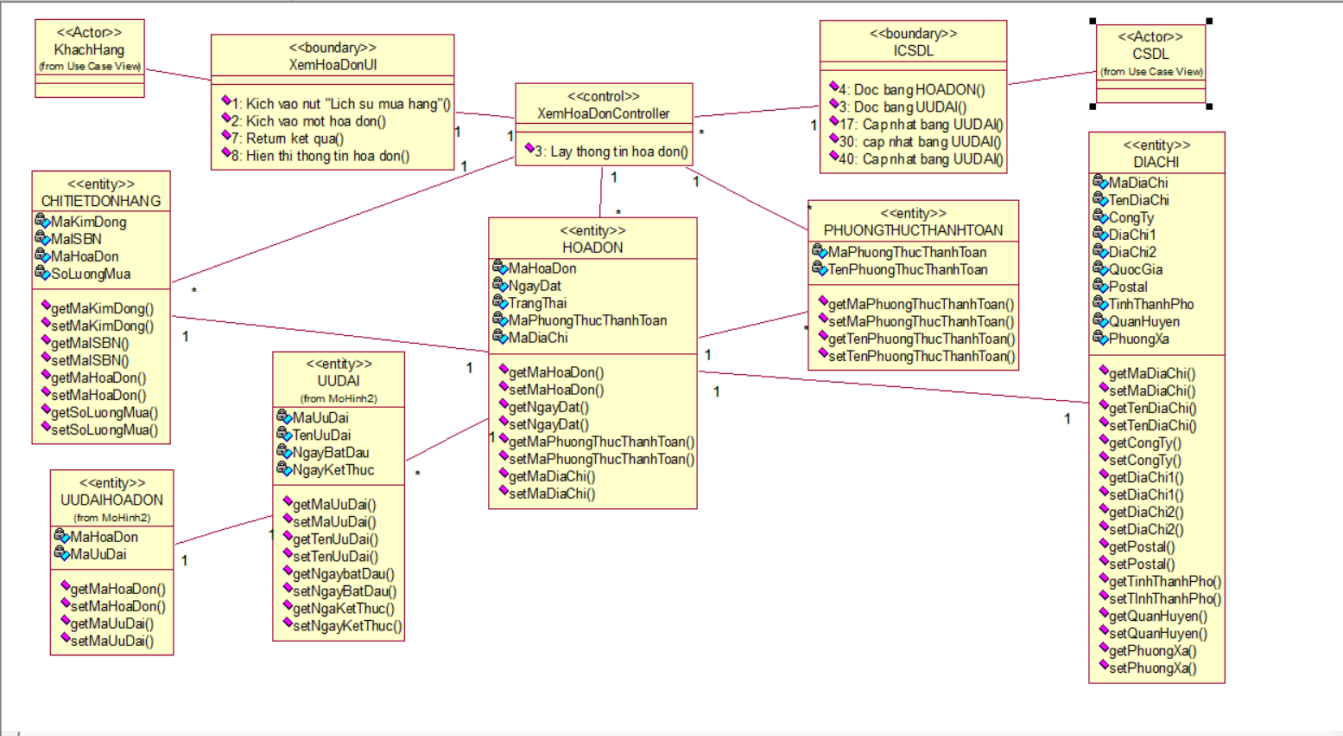 <<Actor>>
KhachHang
(from Use Case View)
<<boundary>>
XemHoaDonUI
1: Kich vao nut "Lich su mua hang"()
2: Kich vao mot hoa don()
7: Return ket qua()
8: Hien thi thong tin hoa don()
1
<<control>>
XemHoaDonController
3: Lay thong tin hoa don()
1
*
1
1
1
<<boundary>>
ICSDL
4: Doc bang HOADON()
3: Doc bang UUDAI()
17: Cap nhat bang UUDAI()
30: cap nhat bang UUDAI()
40: Cap nhat bang UUDAI()
1
<<Actor>>
CSDL
(from Use Case View)
<<entity>>
CHITIETDONHANG
MaKimDong
MaISBN
MaHoaDon
SoLuongMua
getMaKimDong()
setMaKimDong()
getMaISBN()
setMaISBN()
getMaHoaDon()
setMaHoaDon()
getSoLuongMua()
setSoLuongMua()
*
1
<<entity>>
HOADON
MaHoaDon
NgayDat
TrangThai
MaPhuongThucThanhToan
MaDiaChi
getMaHoaDon()
setMaHoaDon()
getNgayDat()
setNgayDat()
getMaPhuongThucThanhToan()
setMaPhuongThucThanhToan()
getMaDiaChi()
setMaDiaChi()
*
1
1
1
1
<<entity>>
PHUONGTHUCTHANHTOAN
MaPhuongThucThanhToan
TenPhuongThucThanhToan
getMaPhuongThucThanhToan()
setMaPhuongThucThanhToan()
getTenPhuongThucThanhToan()
setTenPhuongThucThanhToan()
*
*
<<entity>>
DIACHI
MaDiaChi
TenDiaChi
CongTy
DiaChi1
DiaChi2
QuocGia
Postal
TinhThanhPho
QuanHuyen
PhuongXa
getMaDiaChi()
setMaDiaChi()
getTenDiaChi()
setTenDiaChi()
getCongTy()
setCongTy()
getDiaChi1()
setDiaChi1()
getDiaChi2()
setDiaChi2()
getPostal()
setPostal()
getTinhThanhPho()
setTInhThanhPho()
getQuanHuyen()
setQuanHuyen()
getPhuongXa()
setPhuongXa()
1
<<entity>>
UUDAI
(from MoHinh2)
MaUuDai
TenUuDai
NgayBatDau
NgayKetThuc
getMaUuDai()
setMaUuDai()
getTenUuDai()
setTenUuDai()
getNgaybatDau()
setNgayBatDau()
getNgaKetThuc()
setNgayKetThuc()
*
1
<<entity>>
UUDAIHOADON
(from MoHinh2)
MaHoaDon
MaUuDai
getMaHoaDon()
setMaHoaDon()
getMaUuDai()
setMaUuDai()
1